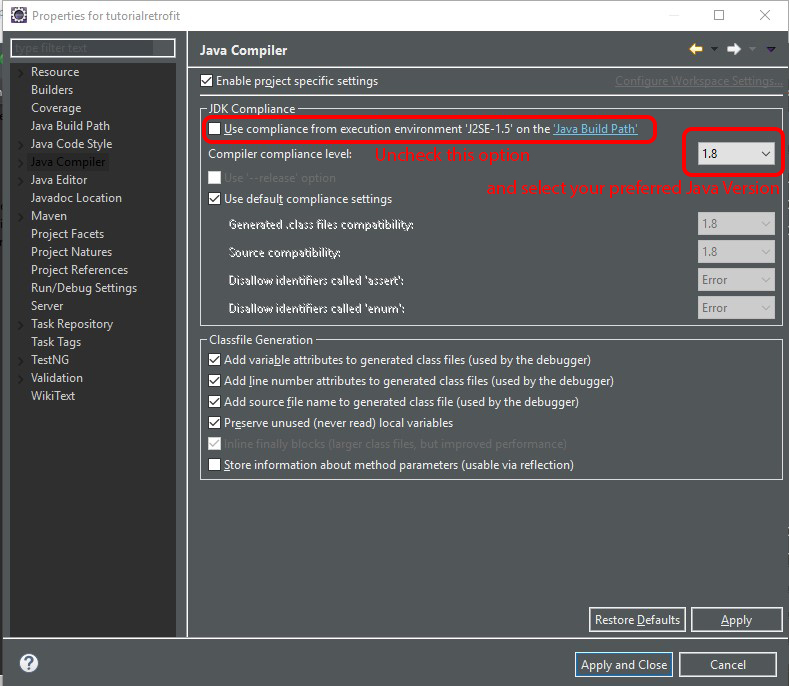 Properties for tutorialretrofit
type filter text
Java Compiler
Resource
Builders
Coverage
Java Build Path
Java Code Style
Java Compiler
Java Editor
Javadoc Location
Maven
Project Facets
Project Natures
Project References
Run/Debug Settings
Server
Task Repository
Task Tags
TestNG
Validation
WikiText
Enable project specific settings
Configure Workspace Settings...
JDK Compliance
Use compliance from execution environment 'J2SE-1.5' on the 'Java Build Path'
Compiler compliance level:
Uncheck this option
1.8
Use '--release' option
and select your preferred Java Version
Use default compliance settings
Generated .class files compatibility: 1.8
Source compatibility: 1.8
Disallow identifiers called 'assert': Error
Disallow identifiers called 'enum': Error
Classfile Generation
Add variable attributes to generated class files (used by the debugger)
Add line number attributes to generated class files (used by the debugger)
Add source file name to generated class file (used by the debugger)
Preserve unused (never read) local variables
Inline finally blocks (larger class files, but improved performance)
Store information about method parameters (usable via reflection)
Restore Defaults
Apply
?
Apply and Close
Cancel